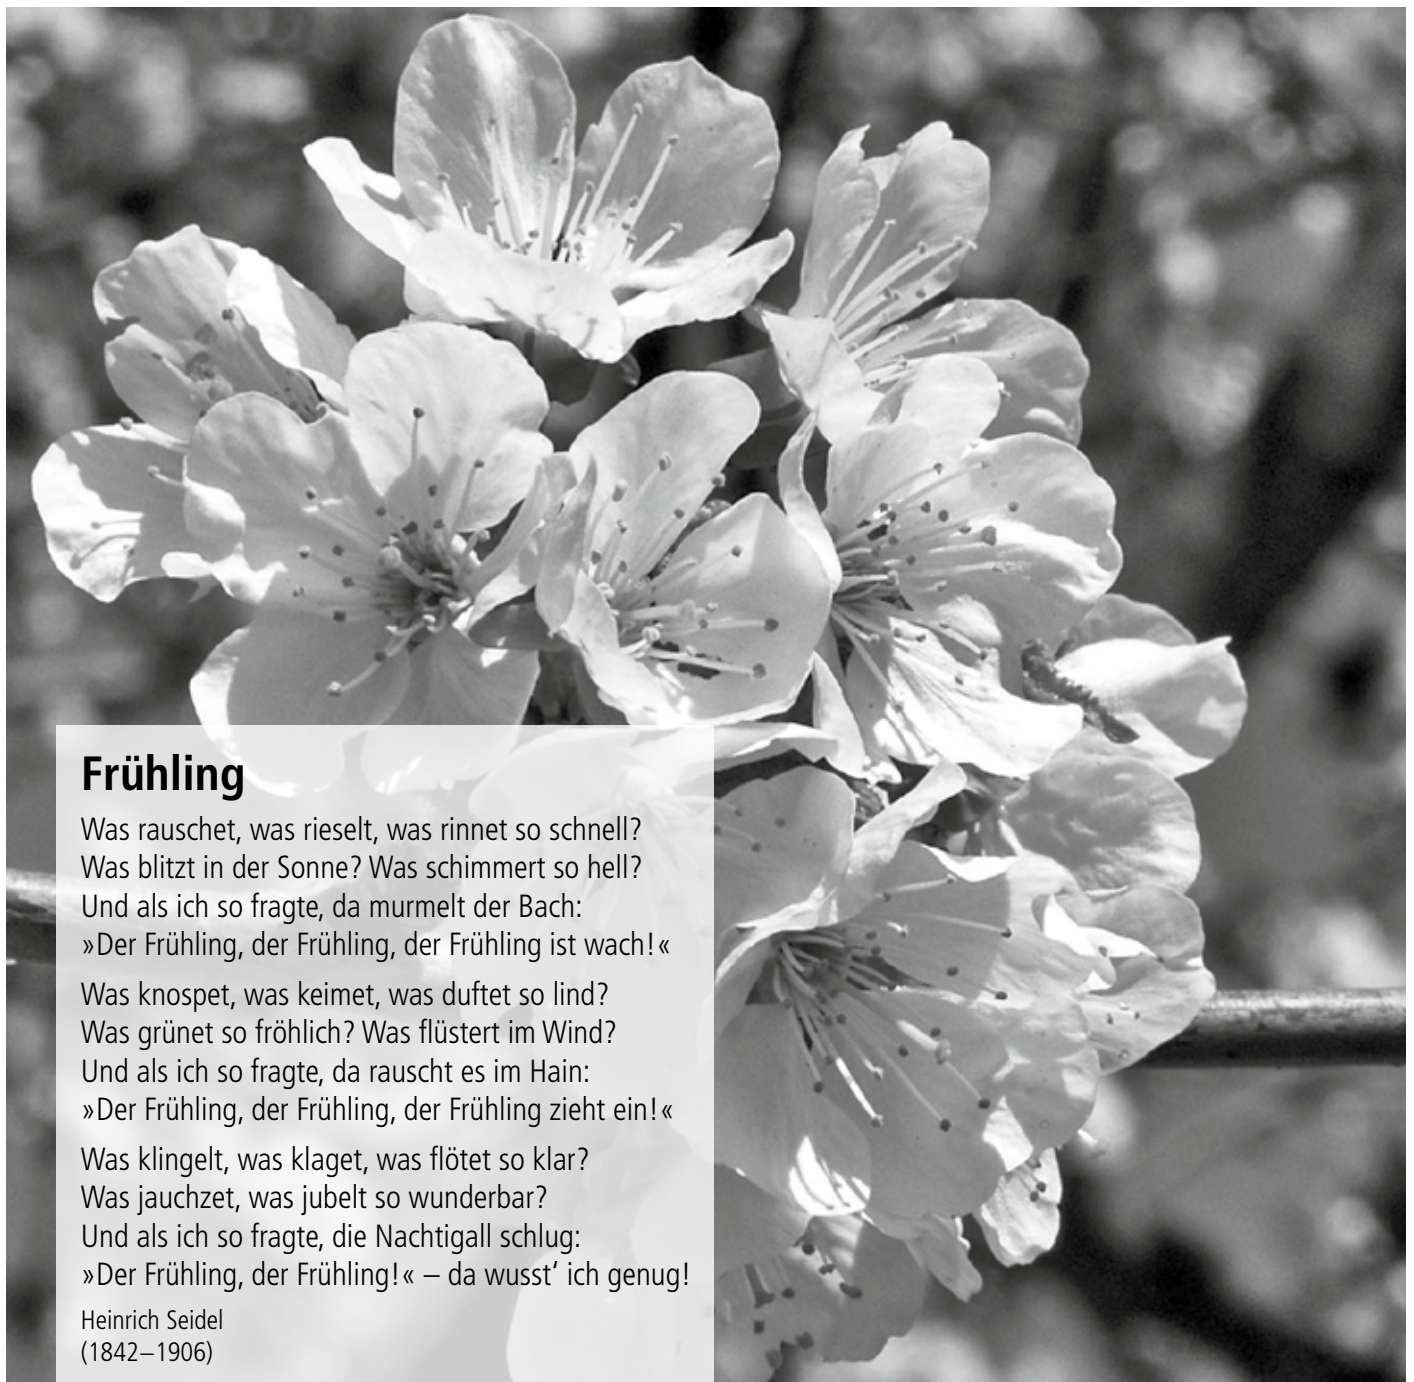 Frühling
Was rauschet, was rieselt, was rinnet so schnell?
Was blitzt in der Sonne? Was schimmert so hell?
Und als ich so fragte, da murmelt der Bach:
»Der Frühling, der Frühling, der Frühling ist wach!«
Was knospet, was keimet, was duftet so lind?
Was grünet so fröhlich? Was flüstert im Wind?
Und als ich so fragte, da rauscht es im Hain:
»Der Frühling, der Frühling, der Frühling zieht ein!«
Was klingelt, was klaget, was flötet so klar?
Was jauchzet, was jubelt so wunderbar?
Und als ich so fragte, die Nachtigall schlug:
»Der Frühling, der Frühling!« – da wusst‘ ich genug!
Heinrich Seidel
(1842–1906)